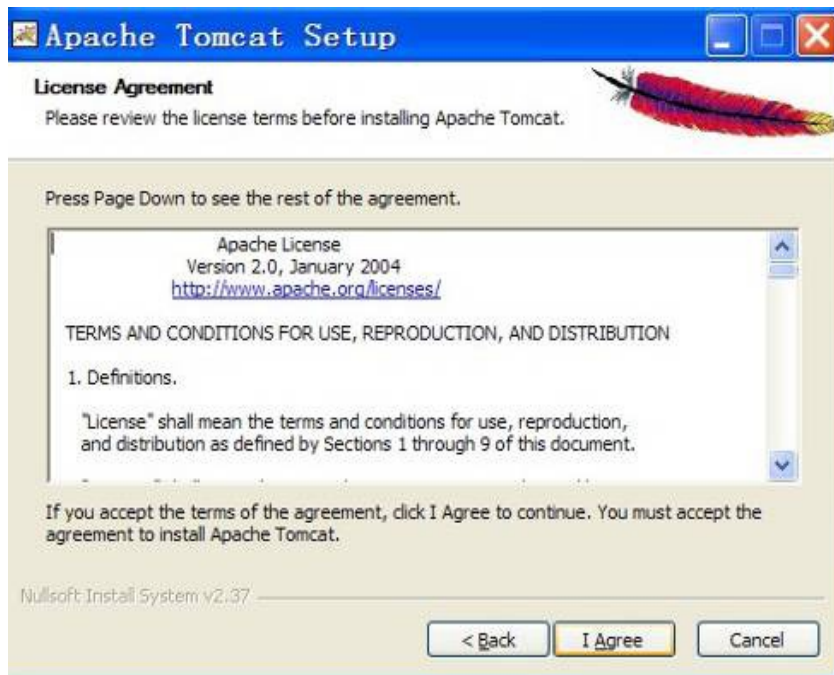 Apache Tomcat Setup
License Agreement
Please review the license terms before installing Apache Tomcat.
Press Page Down to see the rest of the agreement.
Apache License
Version 2.0, January 2004
http://www.apache.org/licenses/
TERMS AND CONDITIONS FOR USE, REPRODUCTION, AND DISTRIBUTION
1. Definitions.
"License" shall mean the terms and conditions for use, reproduction,
and distribution as defined by Sections 1 through 9 of this document.
If you accept the terms of the agreement, click I Agree to continue. You must accept the
agreement to install Apache Tomcat.
Nullsoft Install System v2.37
< Back
I Agree
Cancel